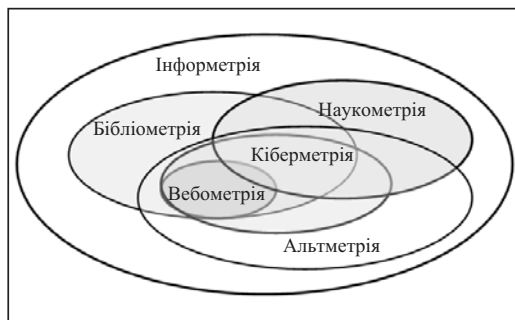 Інформетрія
Наукометрія
Бібліометрія
Кіберметрія
Вебометрія
Альтметрія